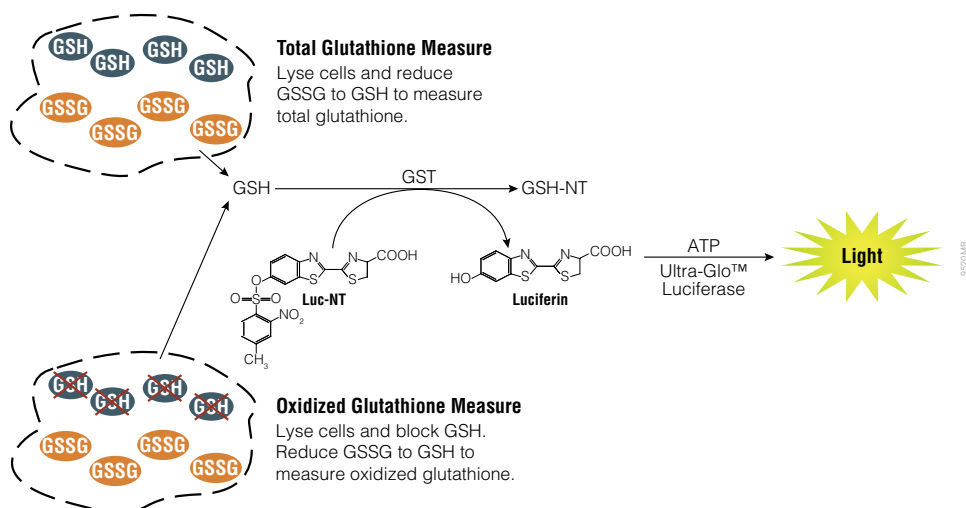 GSH
GSH
GSH
GSH
GSSG
GSSG
GSSG
GSSG
Total Glutathione Measure
Lyse cells and reduce
GSSG to GSH to measure
total glutathione.
GSH
GST
GSH-NT
N
N
COOH
S
S
O
O
S
O
NO2
CH3
Luc-NT
N
N
COOH
HO
S
S
Luciferin
ATP
Ultra-Glo™
Luciferase
Light
9520MB
GSH
GSH
GSH
GSH
GSSG
GSSG
GSSG
GSSG
Oxidized Glutathione Measure
Lyse cells and block GSH.
Reduce GSSG to GSH to
measure oxidized glutathione.